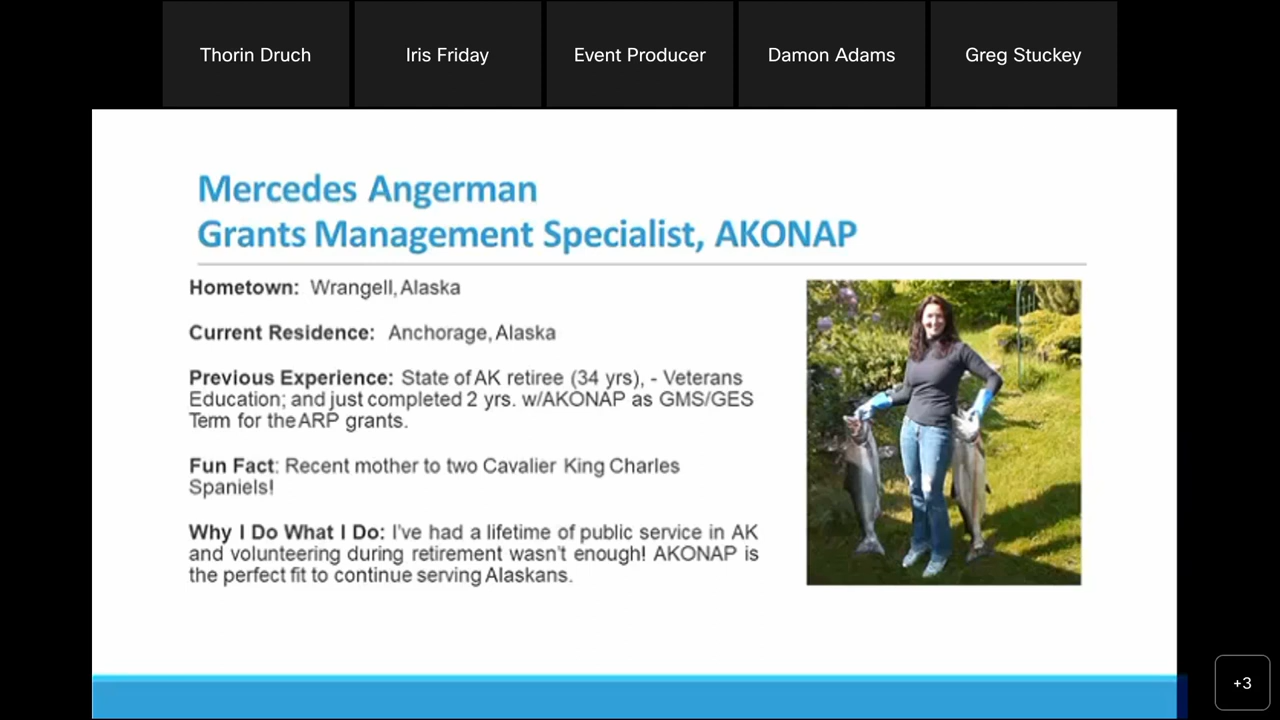 Thorin Druch
Iris Friday
Event Producer
Damon Adams
Greg Stuckey
Mercedes Angerman
Grants Management Specialist, AKONAP
Hometown: Wrangell, Alaska
Current Residence: Anchorage, Alaska
Previous Experience: State of AK retiree (34 yrs), - Veterans
Education; and just completed 2 yrs. w/AKONAP as GMS/GES
Term for the ARP grants.
Fun Fact: Recent mother to two Cavalier King Charles
Spaniels!
Why I Do What I Do: I've had a lifetime of public service in AK
and volunteering during retirement wasn't enough! AKONAP is
the perfect fit to continue serving Alaskans.
+3